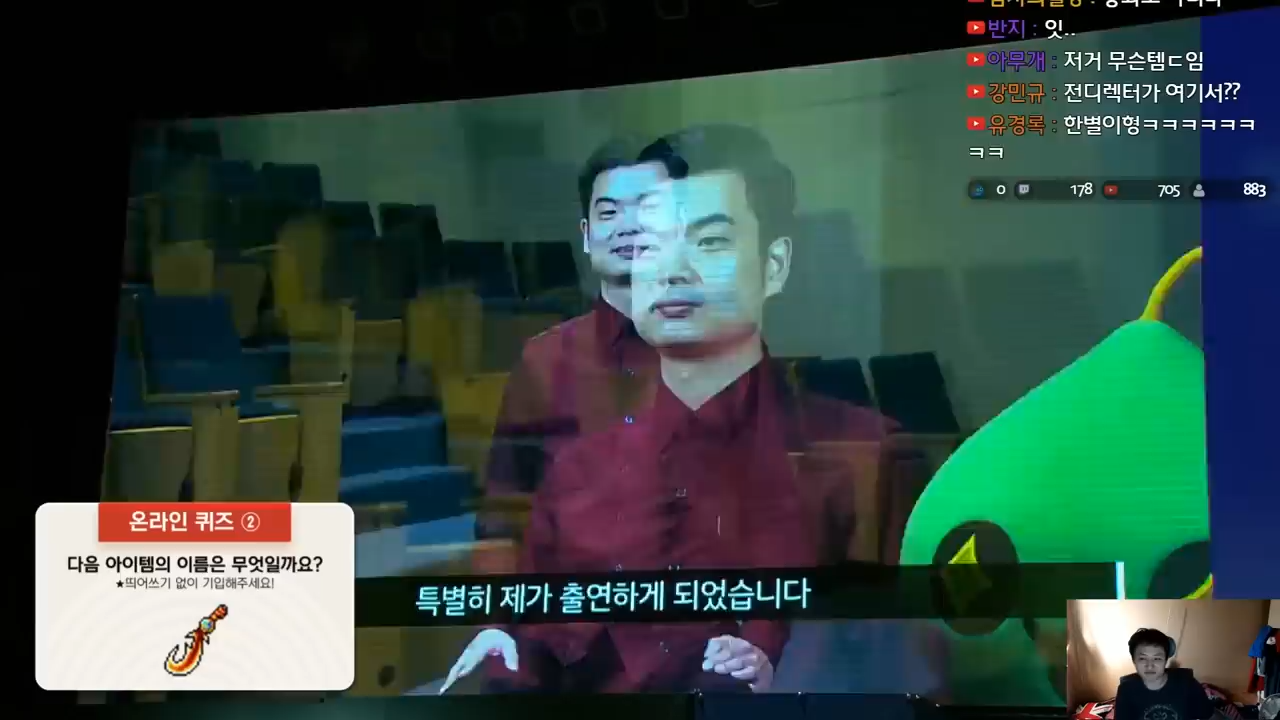 반지 : 잇..
아무개 : 저거 무슨템ㄷ임
강민규 : 전디렉터가 여기서??
유경록 : 한별이형ㅋㅋㅋㅋㅋㅋ
ㅋㅋ
0 178 705 883
온라인 퀴즈 ②
다음 아이템의 이름은 무엇일까요?
★띄어쓰기 없이 기입해주세요!
특별히 제가 출연하게 되었습니다